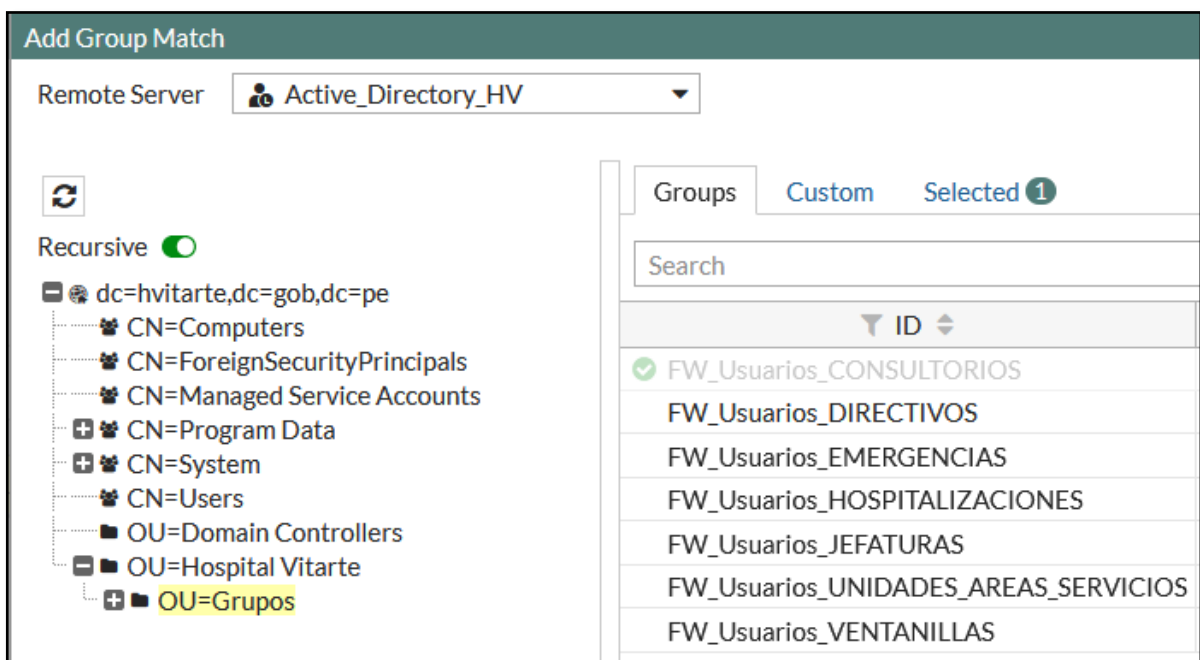 Add Group Match
Remote Server Active_Directory_HV
Recursive
dc=hvitarte,dc=gob,dc=pe
CN=Computers
CN=ForeignSecurityPrincipals
CN=Managed Service Accounts
CN=Program Data
CN=System
CN=Users
OU=Domain Controllers
OU=Hospital Vitarte
OU=Grupos
Groups Custom Selected 1
Search
ID
FW_Usuarios_CONSULTORIOS
FW_Usuarios_DIRECTIVOS
FW_Usuarios_EMERGENCIAS
FW_Usuarios_HOSPITALIZACIONES
FW_Usuarios_JEFATURAS
FW_Usuarios_UNIDADES_AREAS_SERVICIOS
FW_Usuarios_VENTANILLAS